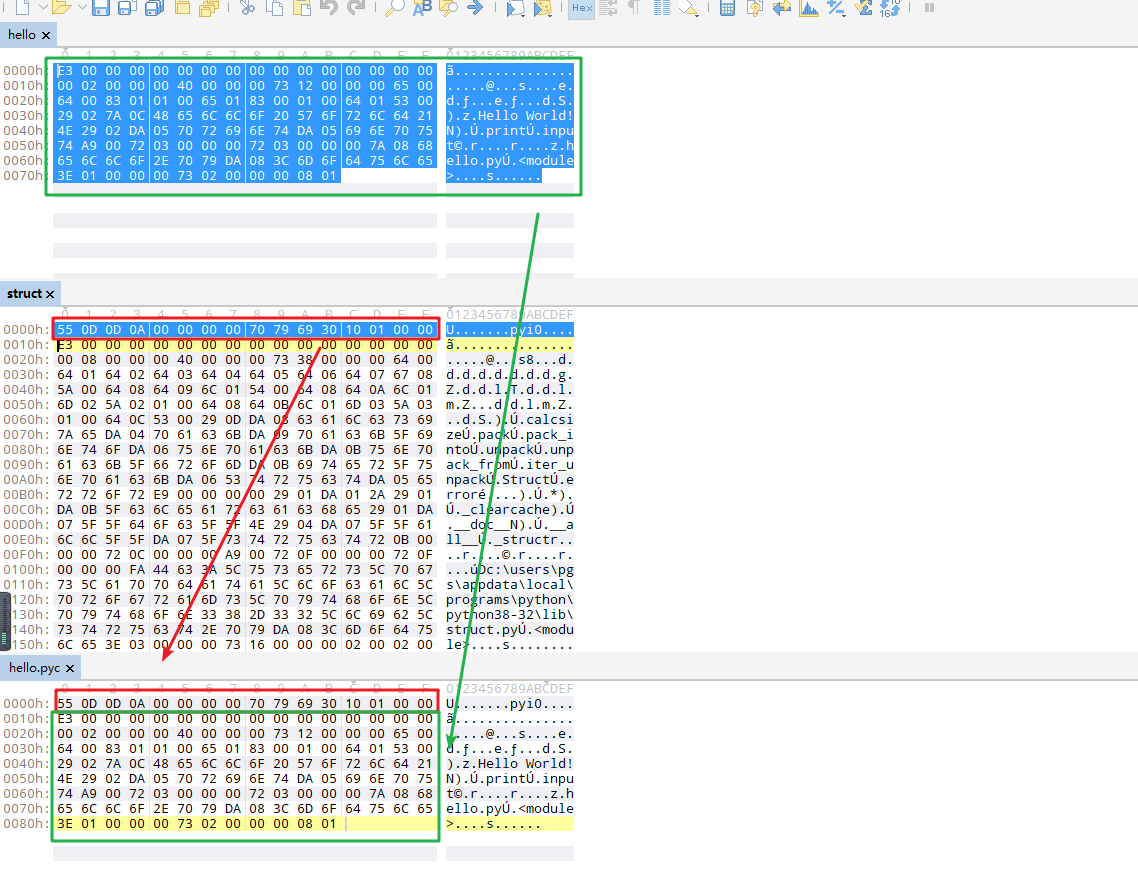 Hex
hello ×
0 1 2 3 4 5 6 7 8 9 A B C D E F 0123456789ABCDEF
0000h: E3 00 00 00 00 00 00 00 00 00 00 00 00 00 00 00 ã...............
0010h: 00 02 00 00 00 40 00 00 00 73 12 00 00 00 65 00 .....@...s....e.
0020h: 64 00 83 01 01 00 65 01 83 00 01 00 64 01 53 00 d.ƒ...e.ƒ...d.S.
0030h: 29 02 7A 0C 48 65 6C 6C 6F 20 57 6F 72 6C 64 21 ).z.Hello World!
0040h: 4E 29 02 DA 05 70 72 69 6E 74 DA 05 69 6E 70 75 N).Ú.printÚ.inpu
0050h: 74 A9 00 72 03 00 00 00 72 03 00 00 00 7A 08 68 t©.r....r....z.h
0060h: 65 6C 6C 6F 2E 70 79 DA 08 3C 6D 6F 64 75 6C 65 ello.pyÚ.<module
0070h: 3E 01 00 00 00 73 02 00 00 00 08 01 >....s......
struct ×
0 1 2 3 4 5 6 7 8 9 A B C D E F 0123456789ABCDEF
0000h: 55 0D 0D 0A 00 00 00 00 70 79 69 30 10 01 00 00 U.......pyi0....
0010h: E3 00 00 00 00 00 00 00 00 00 00 00 00 00 00 00 ã...............
0020h: 00 08 00 00 00 40 00 00 00 73 38 00 00 00 64 00 .....@...s8...d.
0030h: 64 01 64 02 64 03 64 04 64 05 64 06 64 07 67 08 d.d.d.d.d.d.d.g.
0040h: 5A 00 64 08 64 09 6C 01 54 00 64 08 64 0A 6C 01 Z.d.d.l.T.d.d.l.
0050h: 6D 02 5A 02 01 00 64 08 64 0B 6C 01 6D 03 5A 03 m.Z...d.d.l.m.Z.
0060h: 01 00 64 0C 53 00 29 0D DA 08 63 61 6C 63 73 69 ..d.S.).Ú.calcsi
0070h: 7A 65 DA 04 70 61 63 6B DA 09 70 61 63 6B 5F 69 zeÚ.packÚ.pack_i
0080h: 6E 74 6F DA 06 75 6E 70 61 63 6B DA 0B 75 6E 70 ntoÚ.unpackÚ.unp
0090h: 61 63 6B 5F 66 72 6F 6D DA 0B 69 74 65 72 5F 75 ack_fromÚ.iter_u
00A0h: 6E 70 61 63 6B DA 06 53 74 72 75 63 74 DA 05 65 npackÚ.StructÚ.e
00B0h: 72 72 6F 72 E9 00 00 00 00 29 01 DA 01 2A 29 01 rroré....).Ú.*).
00C0h: DA 0B 5F 63 6C 65 61 72 63 61 63 68 65 29 01 DA Ú._clearcache).Ú
00D0h: 07 5F 5F 64 6F 63 5F 5F 4E 29 04 DA 07 5F 5F 61 .__doc__N).Ú.__a
00E0h: 6C 6C 5F 5F DA 07 5F 73 74 72 75 63 74 72 0B 00 ll__Ú._structr..
00F0h: 00 00 72 0C 00 00 00 A9 00 72 0F 00 00 00 72 0F ..r....©.r....r.
0100h: 00 00 00 FA 44 63 3A 5C 75 73 65 72 73 5C 70 67 ...úDc:\users\pg
0110h: 73 5C 61 70 70 64 61 74 61 5C 6C 6F 63 61 6C 5C s\appdata\local\
0120h: 70 72 6F 67 72 61 6D 73 5C 70 79 74 68 6F 6E 5C programs\python\
0130h: 70 79 74 68 6F 6E 33 38 2D 33 32 5C 6C 69 62 5C python38-32\lib\
0140h: 73 74 72 75 63 74 2E 70 79 DA 08 3C 6D 6F 64 75 struct.pyÚ.<modu
0150h: 6C 65 3E 03 00 00 00 73 16 00 00 00 02 00 02 00 le>....s........
hello.pyc ×
0 1 2 3 4 5 6 7 8 9 A B C D E F 0123456789ABCDEF
0000h: 55 0D 0D 0A 00 00 00 00 70 79 69 30 10 01 00 00 U.......pyi0....
0010h: E3 00 00 00 00 00 00 00 00 00 00 00 00 00 00 00 ã...............
0020h: 00 02 00 00 00 40 00 00 00 73 12 00 00 00 65 00 .....@...s....e.
0030h: 64 00 83 01 01 00 65 01 83 00 01 00 64 01 53 00 d.ƒ...e.ƒ...d.S.
0040h: 29 02 7A 0C 48 65 6C 6C 6F 20 57 6F 72 6C 64 21 ).z.Hello World!
0050h: 4E 29 02 DA 05 70 72 69 6E 74 DA 05 69 6E 70 75 N).Ú.printÚ.inpu
0060h: 74 A9 00 72 03 00 00 00 72 03 00 00 00 7A 08 68 t©.r....r....z.h
0070h: 65 6C 6C 6F 2E 70 79 DA 08 3C 6D 6F 64 75 6C 65 ello.pyÚ.<module
0080h: 3E 01 00 00 00 73 02 00 00 00 08 01 >....s......